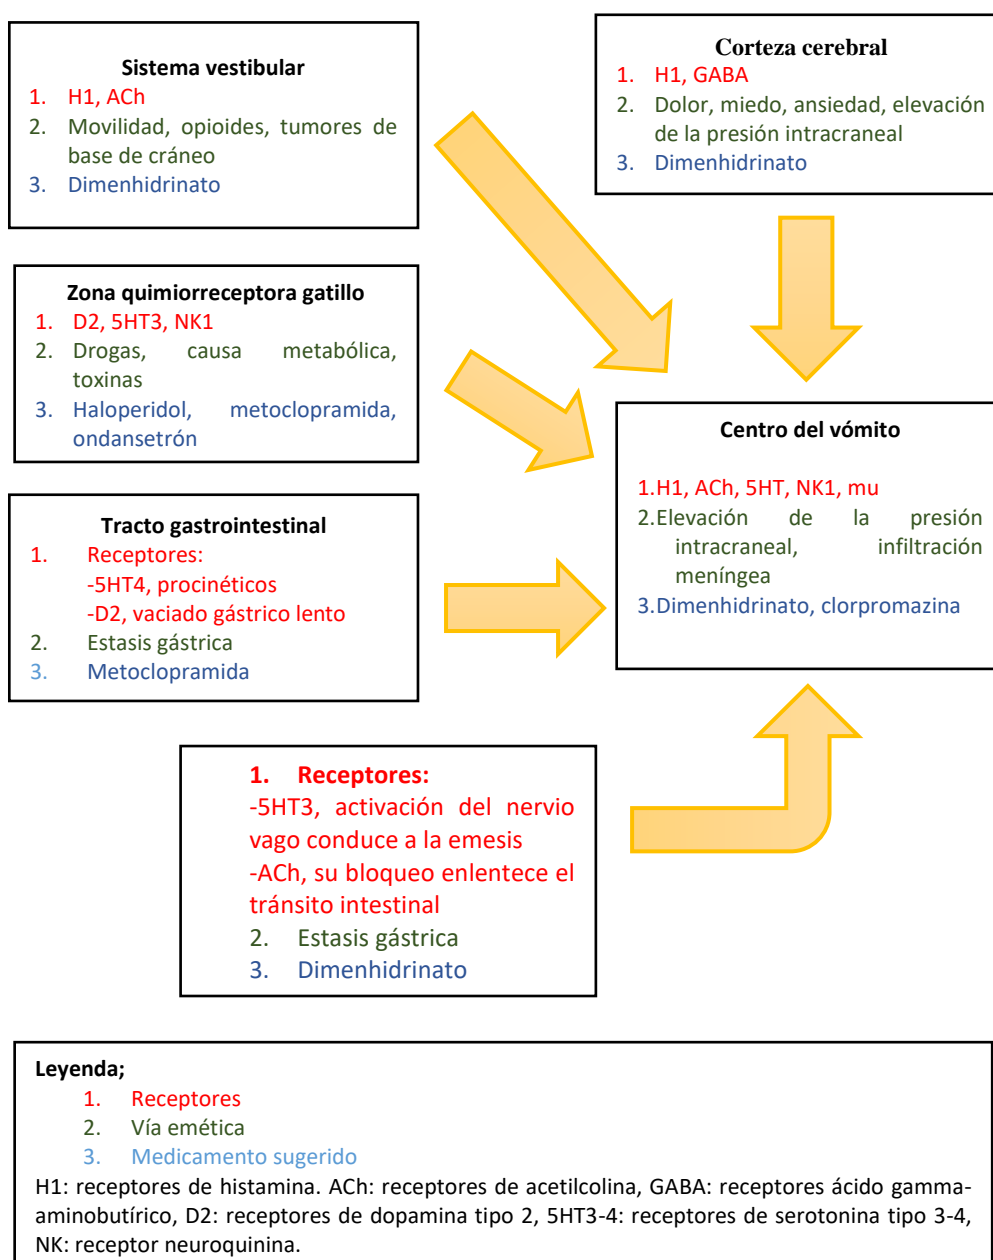 Sistema vestibular
1. H1, ACh
2. Movilidad, opioides, tumores de
base de cráneo
3. Dimenhidrinato
Corteza cerebral
1. H1, GABA
2. Dolor, miedo, ansiedad, elevación
de la presión intracraneal
3. Dimenhidrinato
Zona quimiorreceptora gatillo
1. D2, 5HT3, NK1
2. Drogas, causa metabólica,
toxinas
3. Haloperidol, metoclopramida,
ondansetrón
Centro del vómito
1.H1, ACh, 5HT, NK1, mu
2.Elevación de la presión
intracraneal, infiltración
meníngea
3.Dimenhidrinato, clorpromazina
Tracto gastrointestinal
1. Receptores:
-5HT4, procinéticos
-D2, vaciado gástrico lento
2. Estasis gástrica
3. Metoclopramida
1. Receptores:
-5HT3, activación del nervio
vago conduce a la emesis
-ACh, su bloqueo enlentece el
tránsito intestinal
2. Estasis gástrica
3. Dimenhidrinato
Leyenda;
1. Receptores
2. Vía emética
3. Medicamento sugerido
H1: receptores de histamina. ACh: receptores de acetilcolina, GABA: receptores ácido gamma-
aminobutírico, D2: receptores de dopamina tipo 2, 5HT3-4: receptores de serotonina tipo 3-4,
NK: receptor neuroquinina.